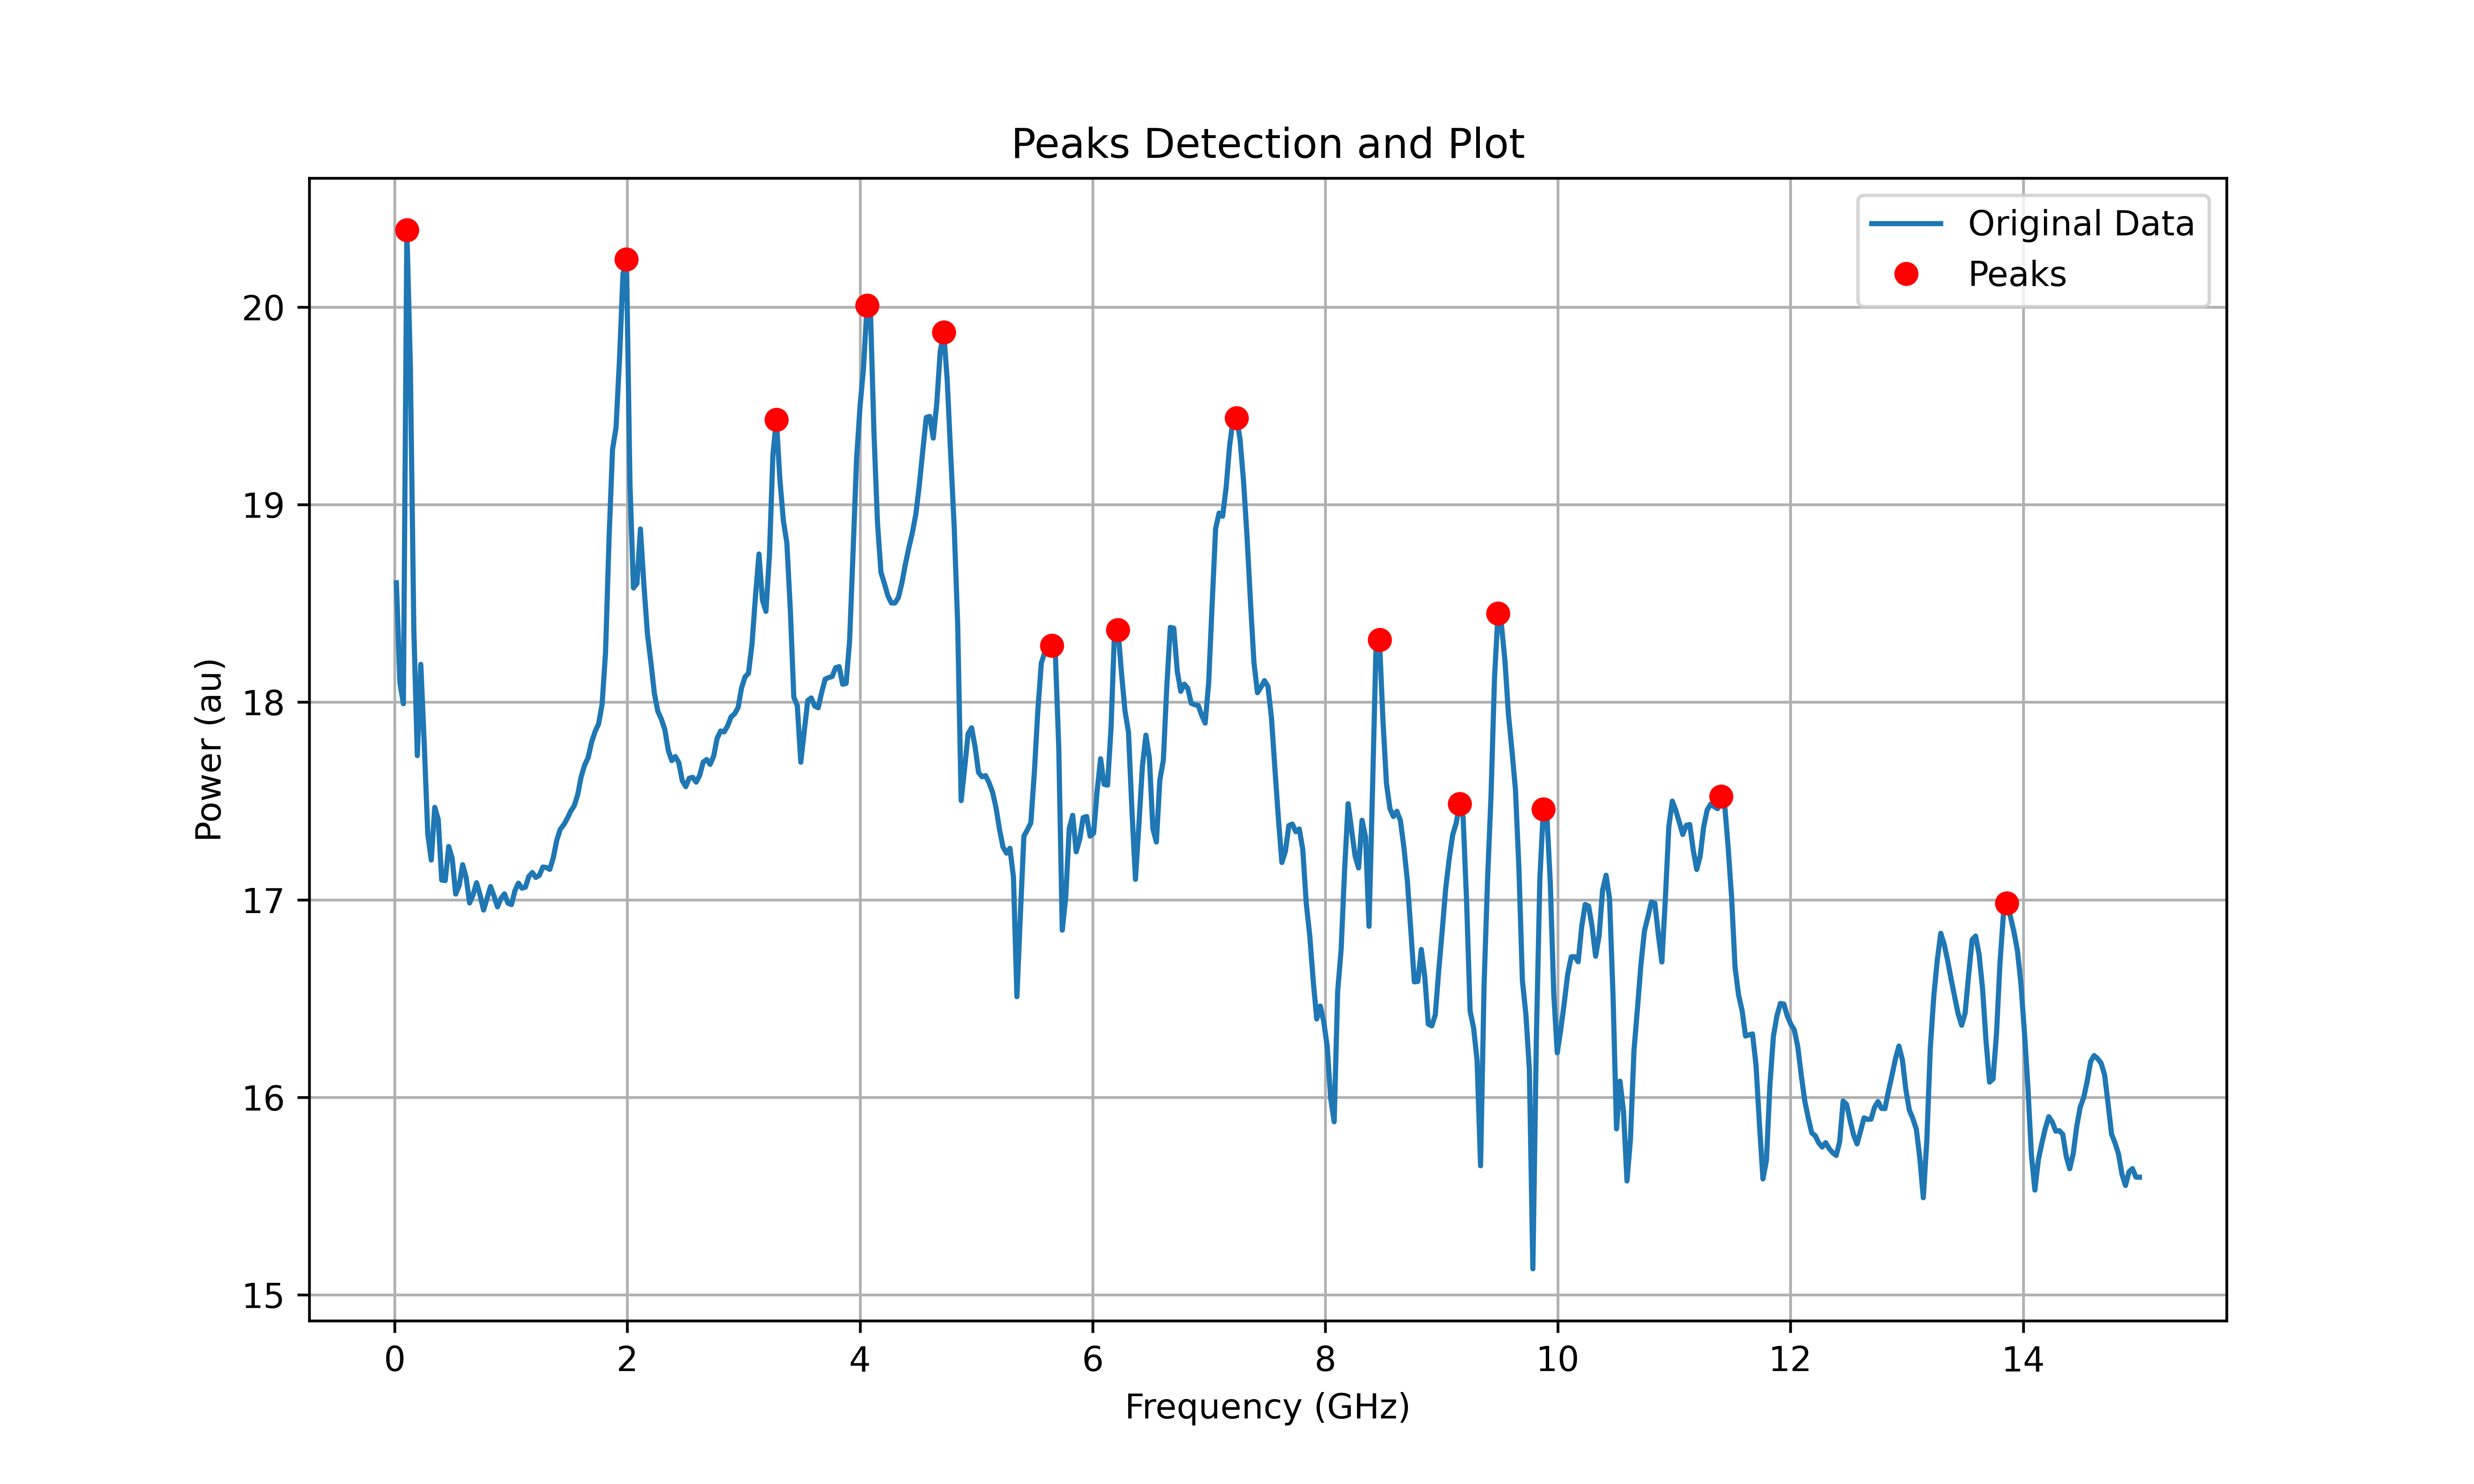 Peaks Detection and Plot
Original Data
Peaks
Power (au)
20
19
18
17
16
15
0 2 4 6 8 10 12 14
Frequency (GHz)